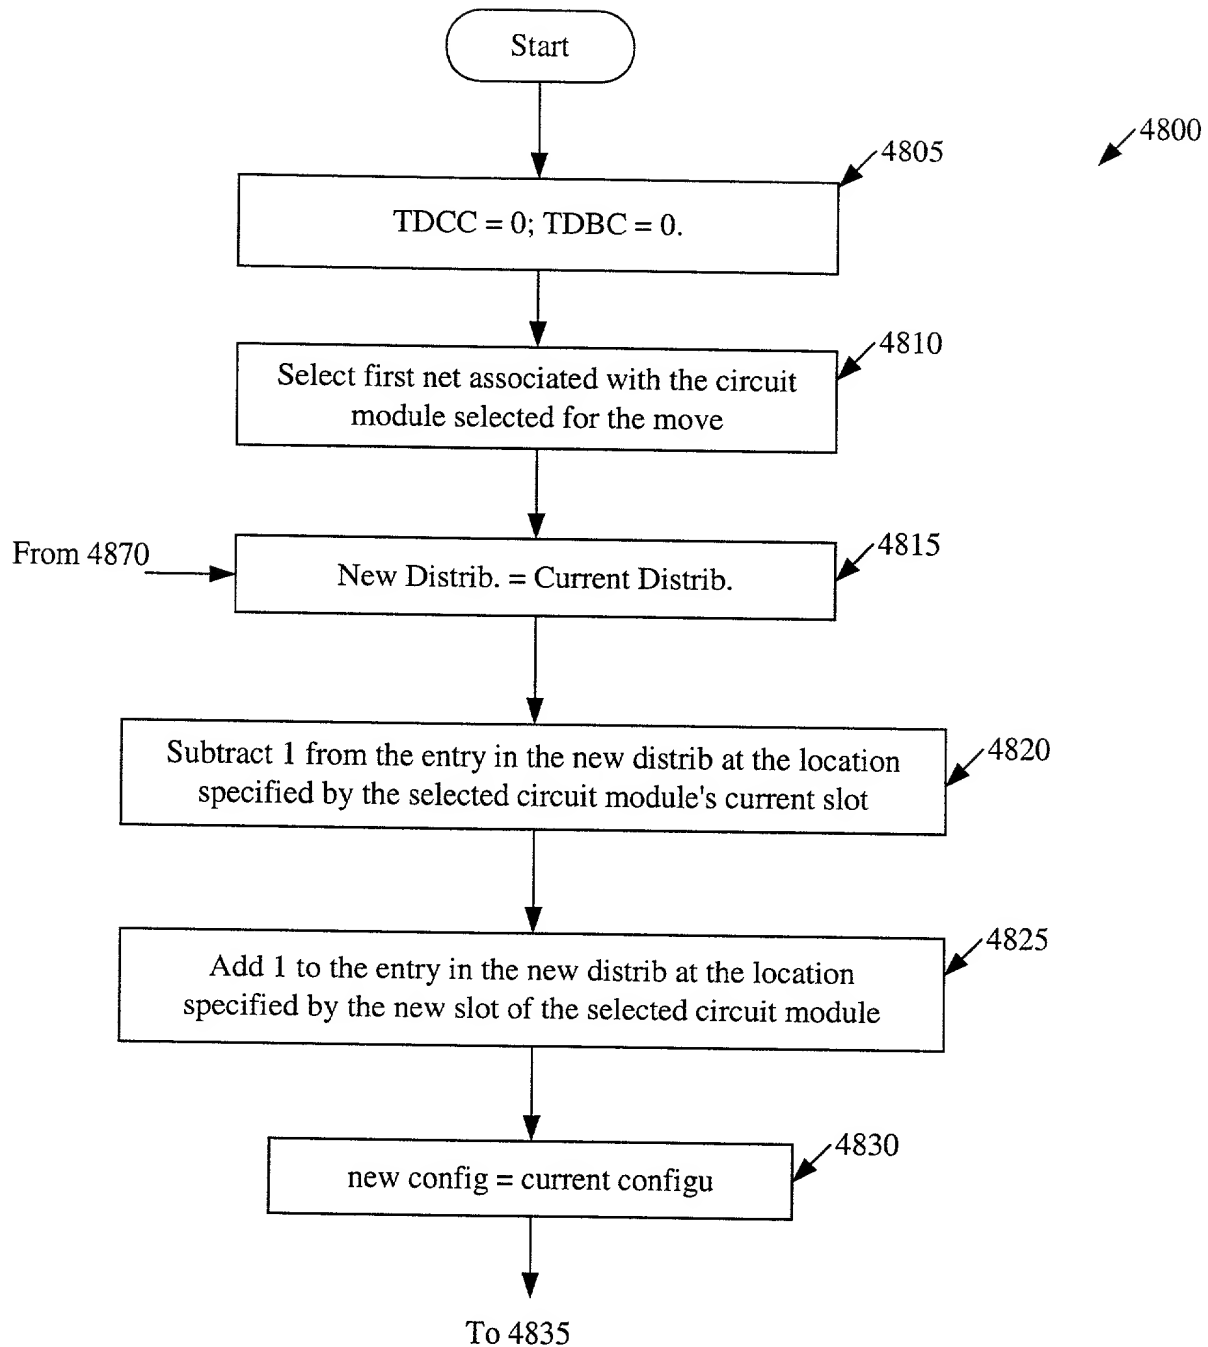 Start
4800
4805
TDCC = 0; TDBC = 0.
4810
Select first net associated with the circuit
module selected for the move
From 4870
4815
New Distrib. = Current Distrib.
4820
Subtract 1 from the entry in the new distrib at the location
specified by the selected circuit module's current slot
4825
Add 1 to the entry in the new distrib at the location
specified by the new slot of the selected circuit module
4830
new config = current configu
To 4835